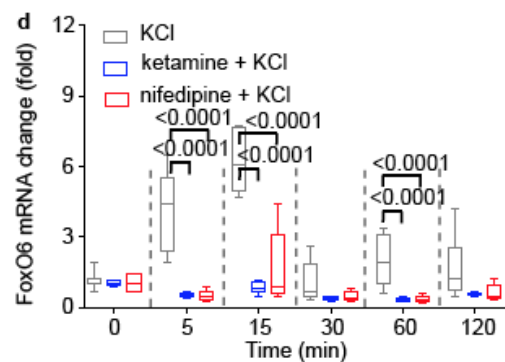 d
FoxO6 mRNA change (fold)
12
9
6
3
0
KCl
ketamine + KCl
nifedipine + KCl
<0.0001
<0.0001
<0.0001
<0.0001
<0.0001
<0.0001
0 5 15 30 60 120
Time (min)